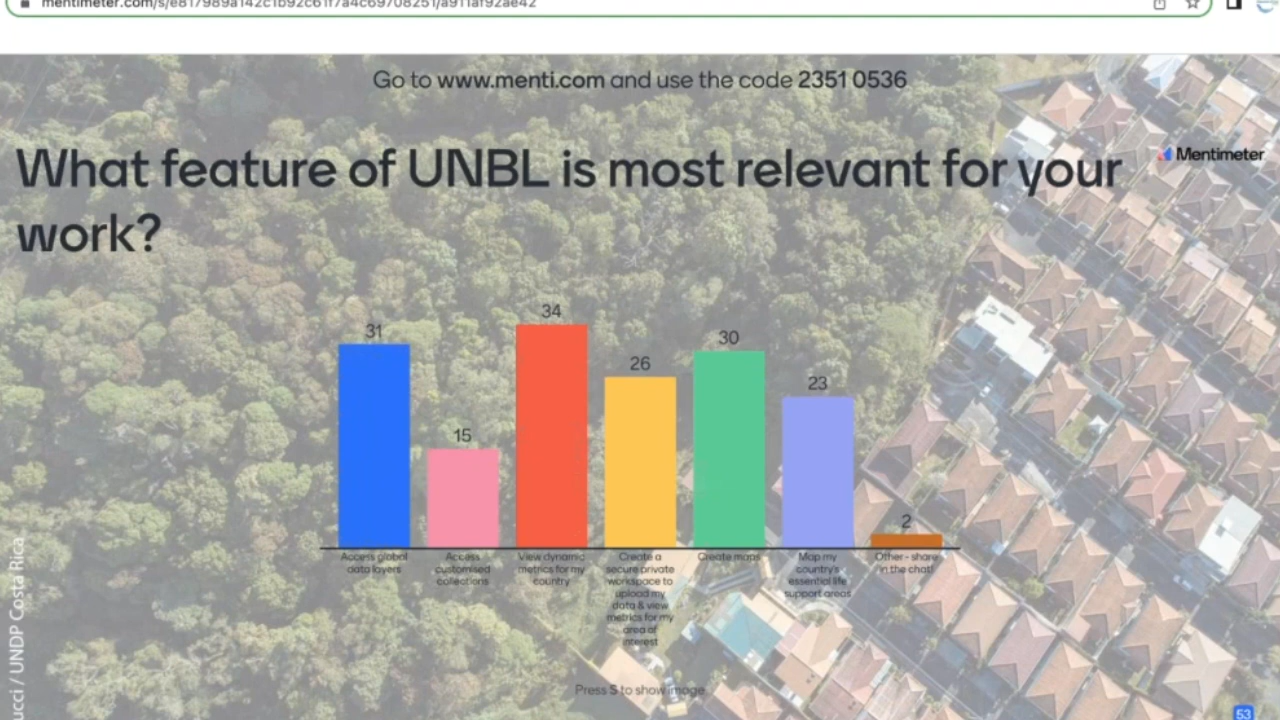 mentimeter.com/s/e817989a142c1b92c61f7a4c69708251/a911af92ae42
Go to www.menti.com and use the code 2351 0536
What feature of UNBL is most relevant for your
work?
Mentimeter
31
15
34
26
30
23
2
Access global
data layers
Access
customised
collections
View dynamic
metrics for my
country
Create a
secure private
workspace to
upload my
data & view
metrics for my
area of
interest
Create maps
Map my
country's
essential life
support areas
Other - share
in the chat!
Press S to show image
ucci / UNDP Costa Rica
53